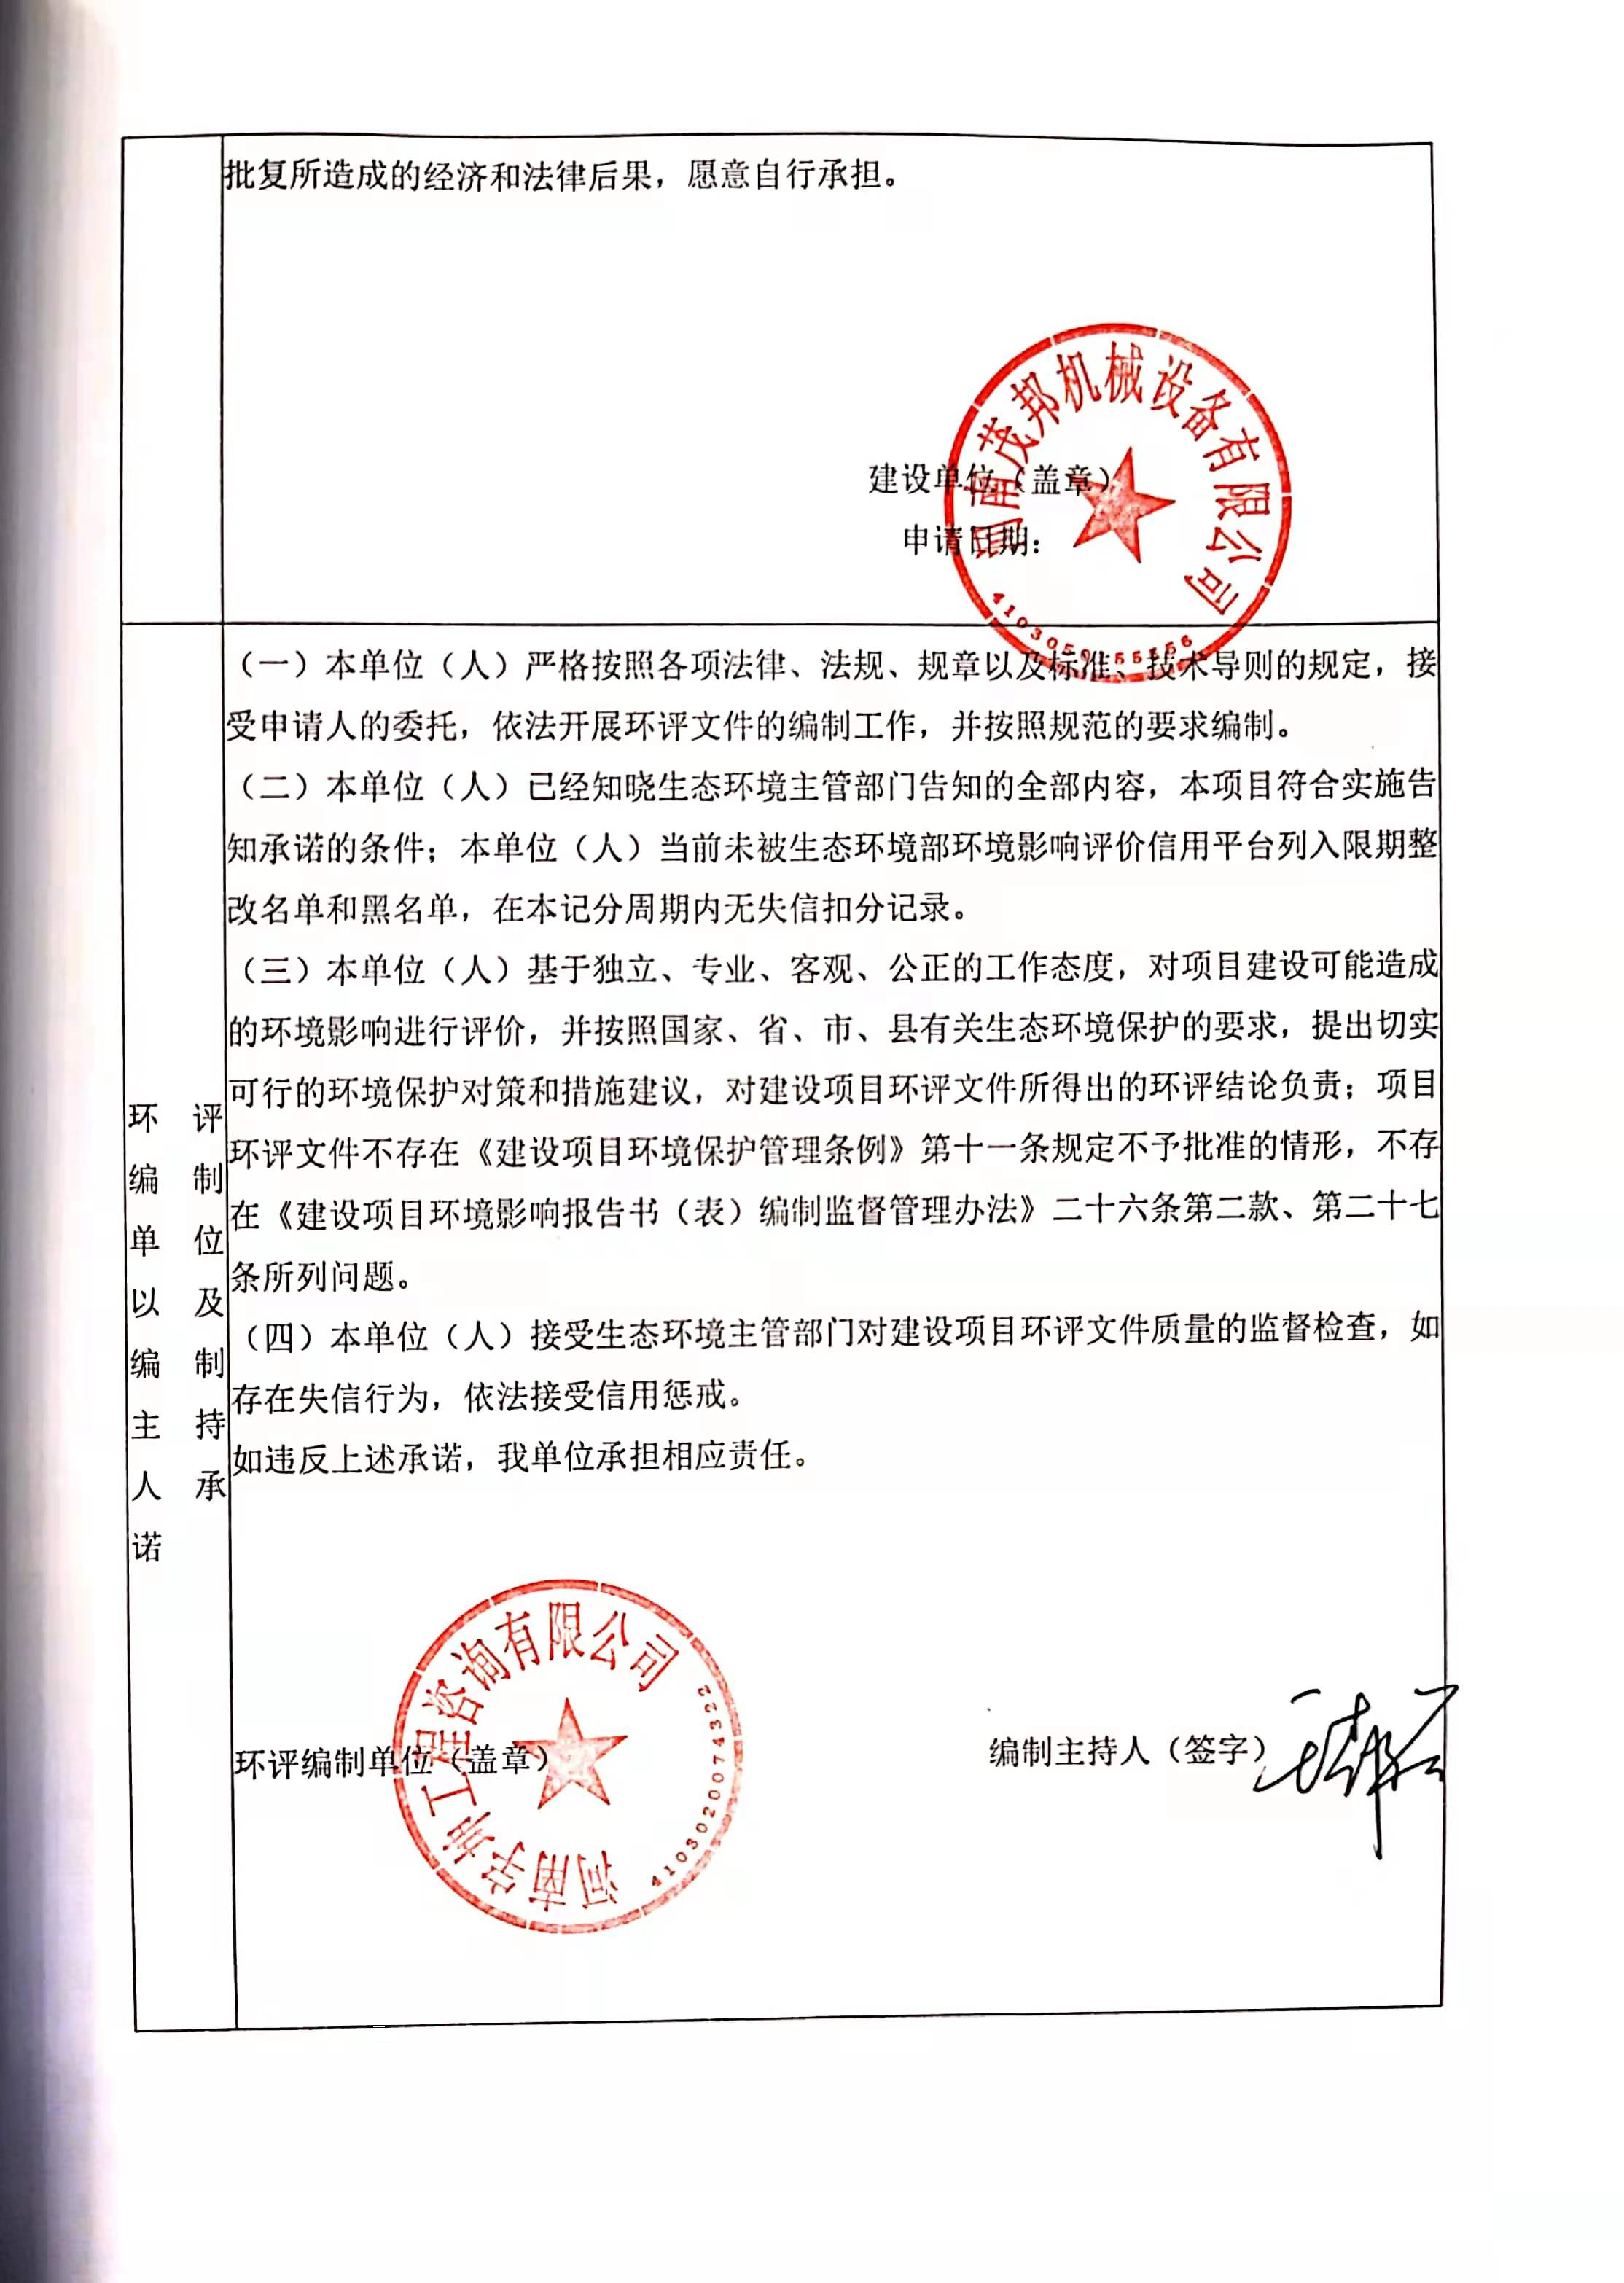 批复所造成的经济和法律后果，愿意自行承担。
河南茂邦机械设备有限公司
建设单位（盖章）
申请日期：
（一）本单位（人）严格按照各项法律、法规、规章以及标准、技术导则的规定，接
受申请人的委托，依法开展环评文件的编制工作，并按照规范的要求编制。
（二）本单位（人）已经知晓生态环境主管部门告知的全部内容，本项目符合实施告
知承诺的条件；本单位（人）当前未被生态环境部环境影响评价信用平台列入限期整
改名单和黑名单，在本记分周期内无失信扣分记录。
（三）本单位（人）基于独立、专业、客观、公正的工作态度，对项目建设可能造成
的环境影响进行评价，并按照国家、省、市、县有关生态环境保护的要求，提出切实
可行的环境保护对策和措施建议，对建设项目环评文件所得出的环评结论负责；项目
环评文件不存在《建设项目环境保护管理条例》第十一条规定不予批准的情形，不存
在《建设项目环境影响报告书（表）编制监督管理办法》二十六条第二款、第二十七
条所列问题。
（四）本单位（人）接受生态环境主管部门对建设项目环评文件质量的监督检查，如
存在失信行为，依法接受信用惩戒。
如违反上述承诺，我单位承担相应责任。
环 评
编 制
单 位
以 及
编 制
主 持
人 承
诺
工程咨询有限公司
4103020074322
环评编制单位（盖章）
编制主持人（签字）